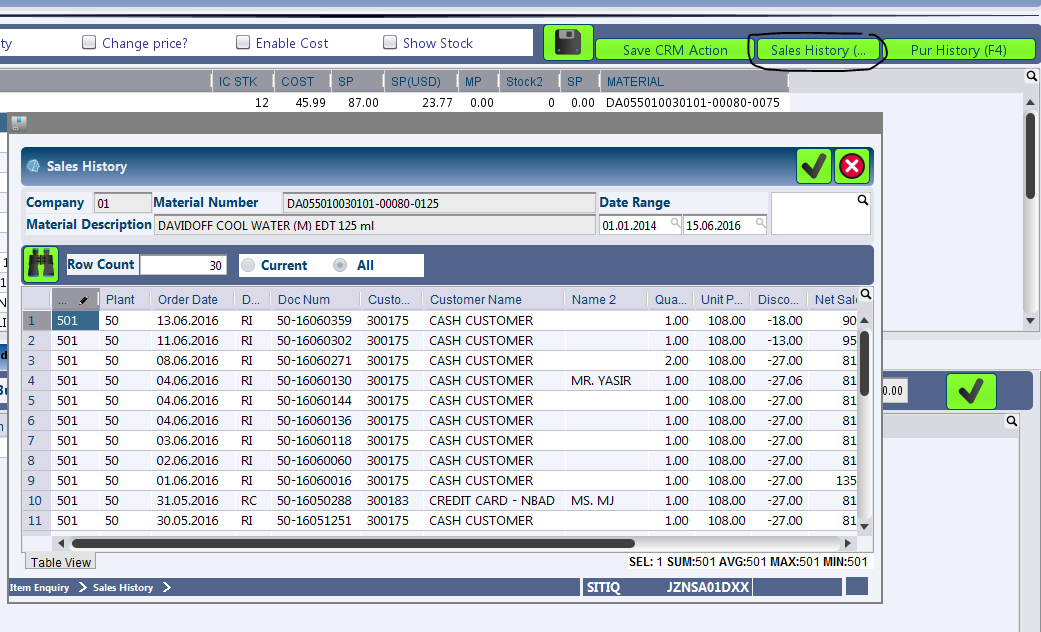 ty Change price? Enable Cost Show Stock Save CRM Action Sales History (... Pur History (F4)
IC STK COST SP SP(USD) MP Stock2 SP MATERIAL
12 45.99 87.00 23.77 0.00 0 0.00 DA055010030101-00080-0075
Sales History
Company 01 Material Number DA055010030101-00080-0125 Date Range
Material Description DAVIDOFF COOL WATER (M) EDT 125 ml 01.01.2014 15.06.2016
Row Count 30 Current All
... Plant Order Date D... Doc Num Custo... Customer Name Name 2 Qua... Unit P... Disco... Net Sal
1 501 50 13.06.2016 RI 50-16060359 300175 CASH CUSTOMER 1.00 108.00 -18.00 90
2 501 50 11.06.2016 RI 50-16060302 300175 CASH CUSTOMER 1.00 108.00 -13.00 95
3 501 50 08.06.2016 RI 50-16060271 300175 CASH CUSTOMER 2.00 108.00 -27.00 81
4 501 50 04.06.2016 RI 50-16060130 300175 CASH CUSTOMER MR. YASIR 1.00 108.00 -27.06 81
5 501 50 04.06.2016 RI 50-16060144 300175 CASH CUSTOMER 1.00 108.00 -27.00 81
6 501 50 04.06.2016 RI 50-16060136 300175 CASH CUSTOMER 1.00 108.00 -27.00 81
7 501 50 03.06.2016 RI 50-16060118 300175 CASH CUSTOMER 1.00 108.00 -27.00 81
8 501 50 02.06.2016 RI 50-16060060 300175 CASH CUSTOMER 1.00 108.00 -27.00 81
9 501 50 01.06.2016 RI 50-16060016 300175 CASH CUSTOMER 1.00 108.00 -27.00 135
10 501 50 31.05.2016 RC 50-16050288 300183 CREDIT CARD - NBAD MS. MJ 1.00 108.00 -27.00 81
11 501 50 30.05.2016 RI 50-16051251 300175 CASH CUSTOMER 1.00 108.00 -27.00 81
0.00
Table View SEL: 1 SUM:501 AVG:501 MAX:501 MIN:501
Item Enquiry Sales History SITIQ JZNSA01DXX